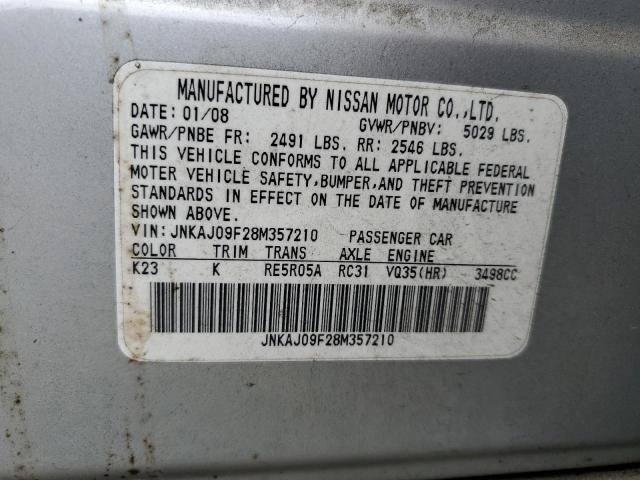 MANUFACTURED BY NISSAN MOTOR CO.,LTD.
DATE: 01/08 GVWR/PNBV: 5029 LBS.
GAWR/PNBE FR: 2491 LBS. RR: 2546 LBS.
THIS VEHICLE CONFORMS TO ALL APPLICABLE FEDERAL
MOTER VEHICLE SAFETY,BUMPER,AND THEFT PREVENTION
STANDARDS IN EFFECT ON THE DATE OF MANUFACTURE
SHOWN ABOVE.
VIN:JNKAJ09F28M357210 PASSENGER CAR
COLOR TRIM TRANS AXLE ENGINE
K23 K RE5R05A RC31 VQ35(HR) 3498CC
JNKAJ09F28M357210